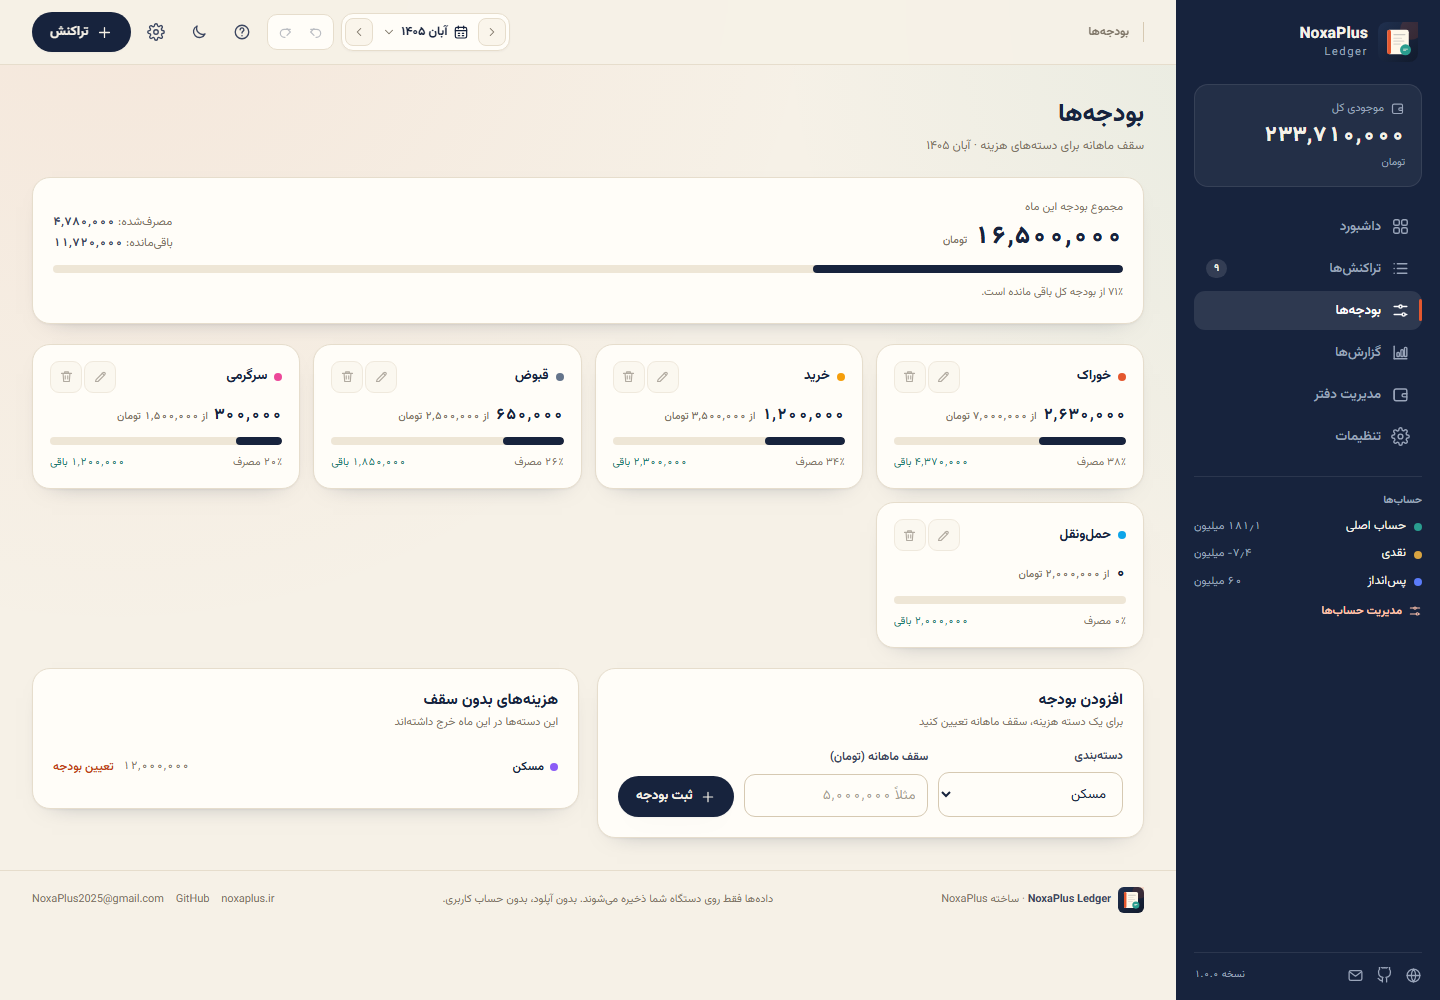 NoxaPlus
Ledger
موجودی کل
۲۳۳,۷۱۰,۰۰۰
تومان
داشبورد
تراکنش‌ها
۹
بودجه‌ها
گزارش‌ها
مدیریت دفتر
تنظیمات
حساب‌ها
حساب اصلی
۱۸۱٫۱ میلیون
نقدی
-۷٫۴ میلیون
پس‌انداز
۶۰ میلیون
مدیریت حساب‌ها
نسخه ۱.۰.۰
بودجه‌ها
آبان ۱۴۰۵
تراکنش
بودجه‌ها
سقف ماهانه برای دسته‌های هزینه · آبان ۱۴۰۵
مجموع بودجه این ماه
۱۶,۵۰۰,۰۰۰ تومان
مصرف‌شده: ۴,۷۸۰,۰۰۰
باقی‌مانده: ۱۱,۷۲۰,۰۰۰
۷۱٪ از بودجه کل باقی مانده است.
خوراک
۲,۶۳۰,۰۰۰ از ۷,۰۰۰,۰۰۰ تومان
۳۸٪ مصرف
۴,۳۷۰,۰۰۰ باقی
خرید
۱,۲۰۰,۰۰۰ از ۳,۵۰۰,۰۰۰ تومان
۳۴٪ مصرف
۲,۳۰۰,۰۰۰ باقی
قبوض
۶۵۰,۰۰۰ از ۲,۵۰۰,۰۰۰ تومان
۲۶٪ مصرف
۱,۸۵۰,۰۰۰ باقی
سرگرمی
۳۰۰,۰۰۰ از ۱,۵۰۰,۰۰۰ تومان
۲۰٪ مصرف
۱,۲۰۰,۰۰۰ باقی
حمل‌ونقل
۰ از ۲,۰۰۰,۰۰۰ تومان
۰٪ مصرف
۲,۰۰۰,۰۰۰ باقی
افزودن بودجه
برای یک دسته هزینه، سقف ماهانه تعیین کنید
دسته‌بندی
مسکن
سقف ماهانه (تومان)
مثلاً ۵,۰۰۰,۰۰۰
ثبت بودجه
هزینه‌های بدون سقف
این دسته‌ها در این ماه خرج داشته‌اند
مسکن
۱۲,۰۰۰,۰۰۰
تعیین بودجه
NoxaPlus Ledger · ساخته NoxaPlus
داده‌ها فقط روی دستگاه شما ذخیره می‌شوند. بدون آپلود، بدون حساب کاربری.
noxaplus.ir
GitHub
NoxaPlus2025@gmail.com